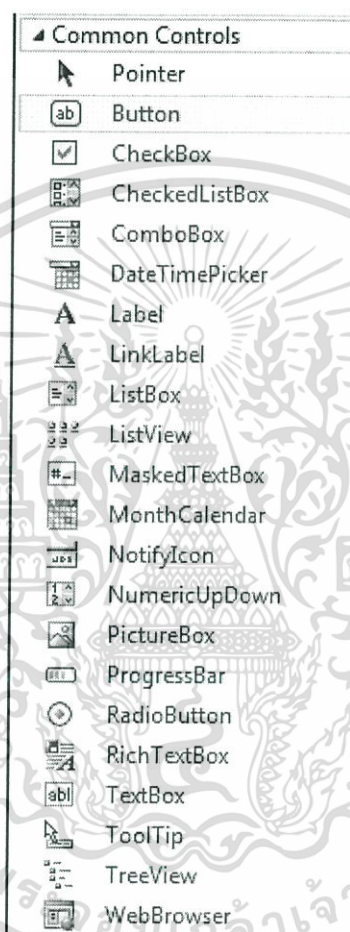 Common Controls
Pointer
Button
CheckBox
CheckedListBox
ComboBox
DateTimePicker
Label
LinkLabel
ListBox
ListView
MaskedTextBox
MonthCalendar
NotifyIcon
NumericUpDown
PictureBox
ProgressBar
RadioButton
RichTextBox
TextBox
ToolTip
TreeView
WebBrowser